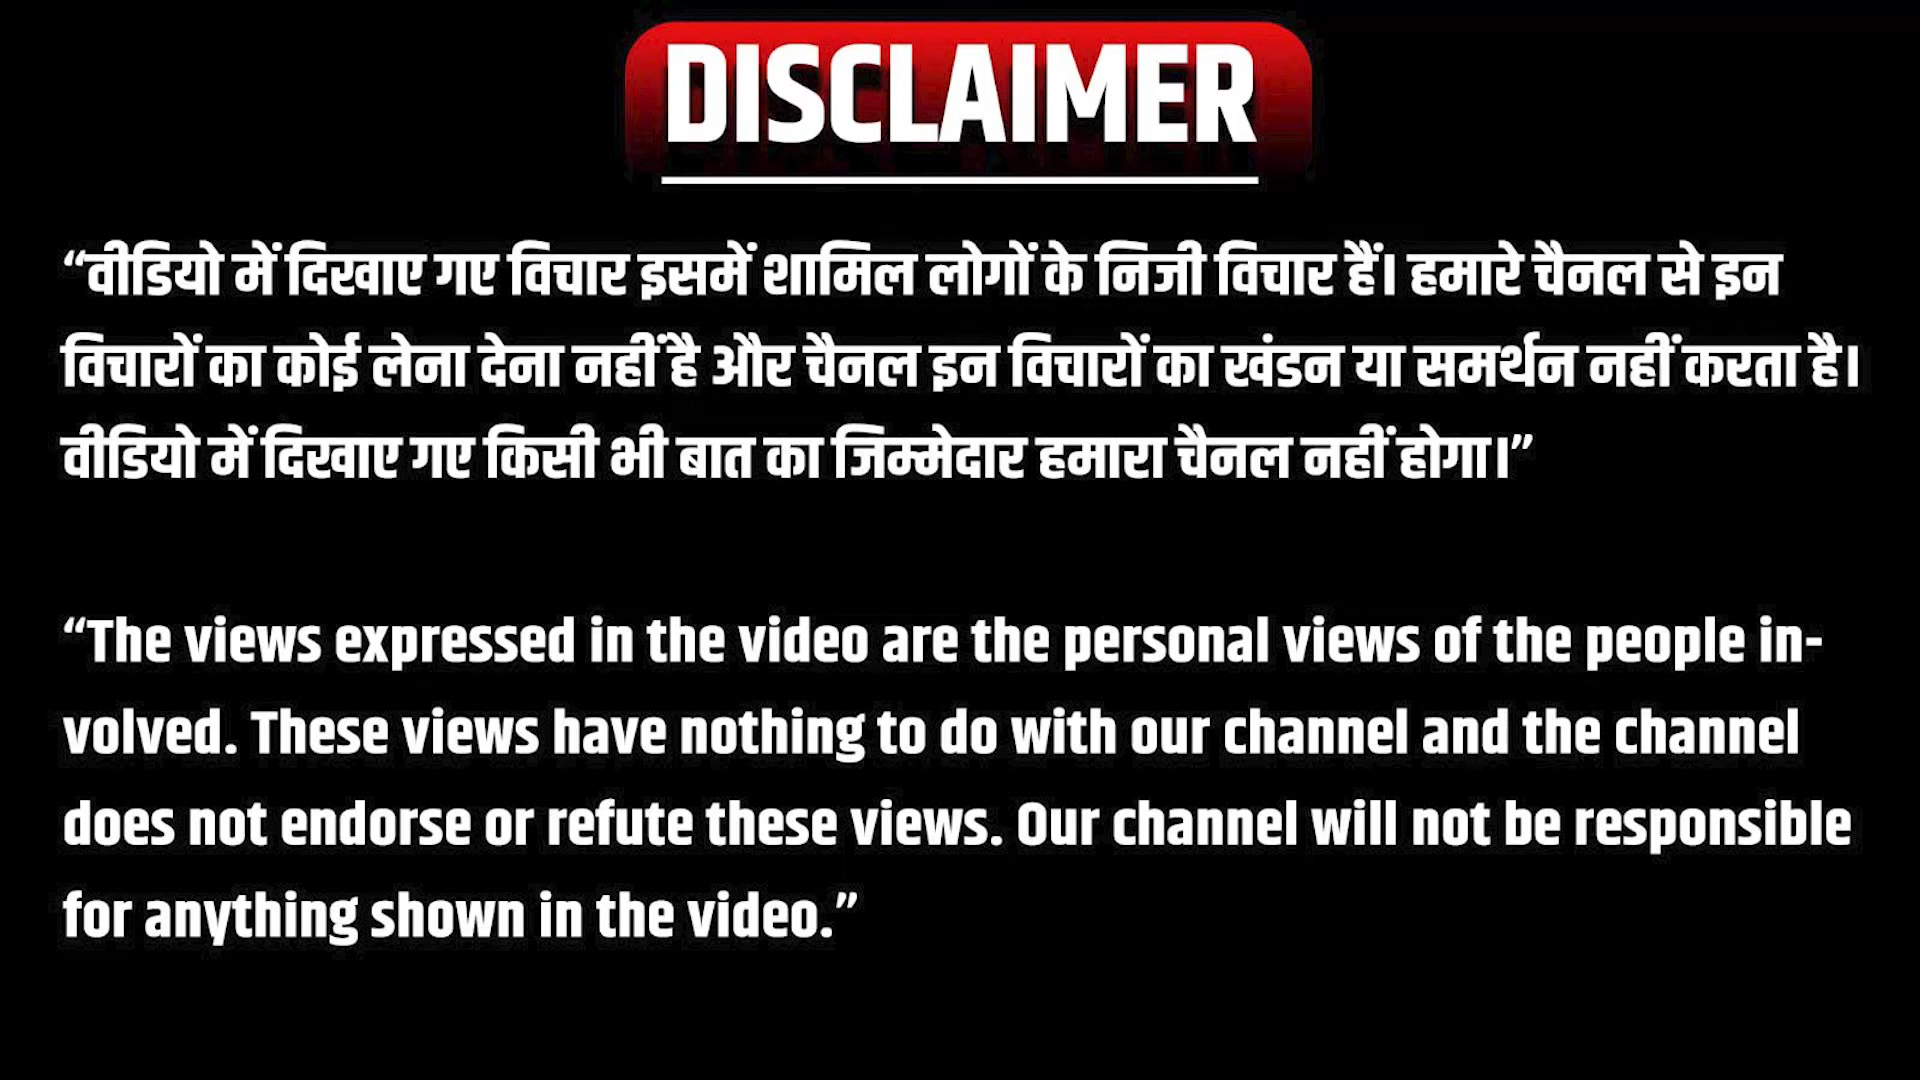 DISCLAIMER
“वीडियो में दिखाए गए विचार इसमें शामिल लोगों के निजी विचार हैं। हमारे चैनल से इन
विचारों का कोई लेना देना नहीं है और चैनल इन विचारों का खंडन या समर्थन नहीं करता है।
वीडियो में दिखाए गए किसी भी बात का जिम्मेदार हमारा चैनल नहीं होगा।”
“The views expressed in the video are the personal views of the people in-
volved. These views have nothing to do with our channel and the channel
does not endorse or refute these views. Our channel will not be responsible
for anything shown in the video.”